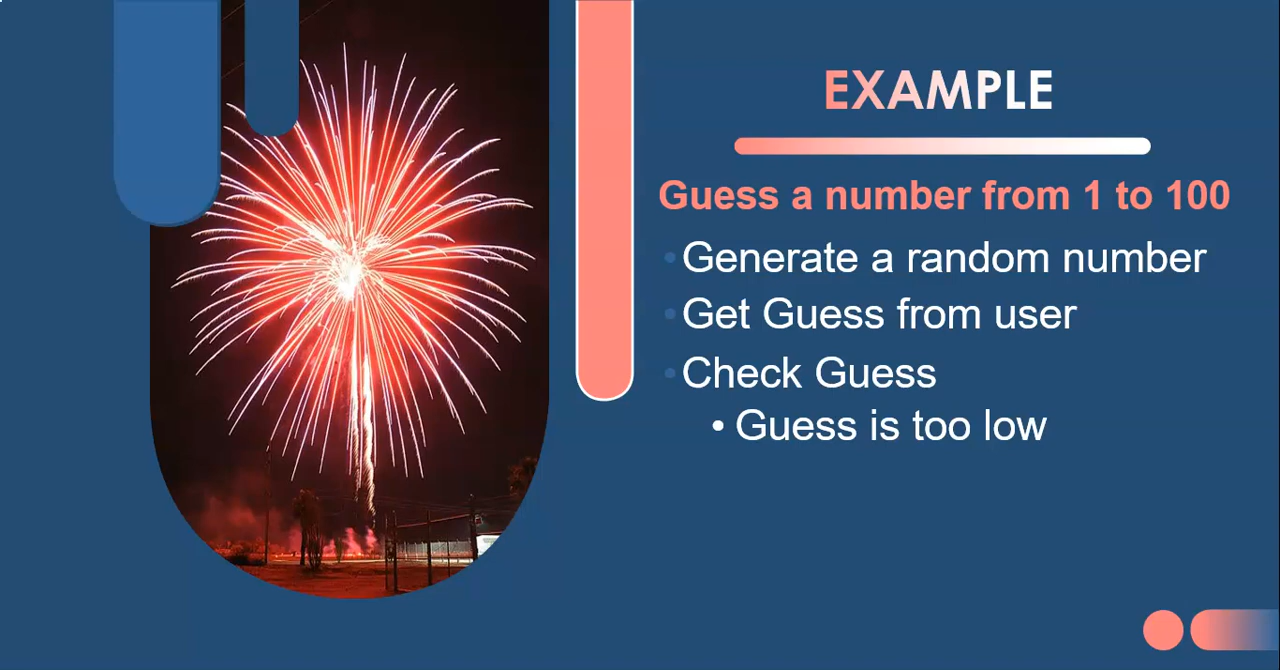 EXAMPLE
Guess a number from 1 to 100
•Generate a random number
•Get Guess from user
•Check Guess
• Guess is too low